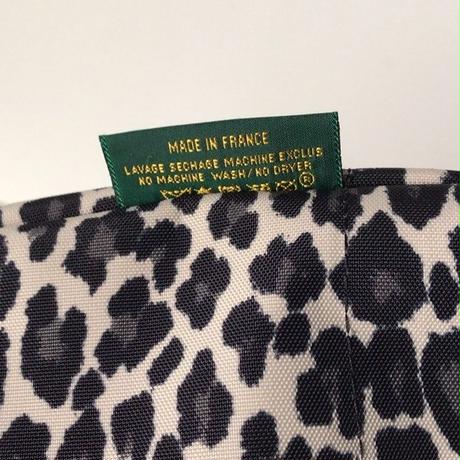 MADE IN FRANCE
LAVAGE SECHAGE MACHINE EXCLUS
NO MACHINE WASH/NO DRYER
®